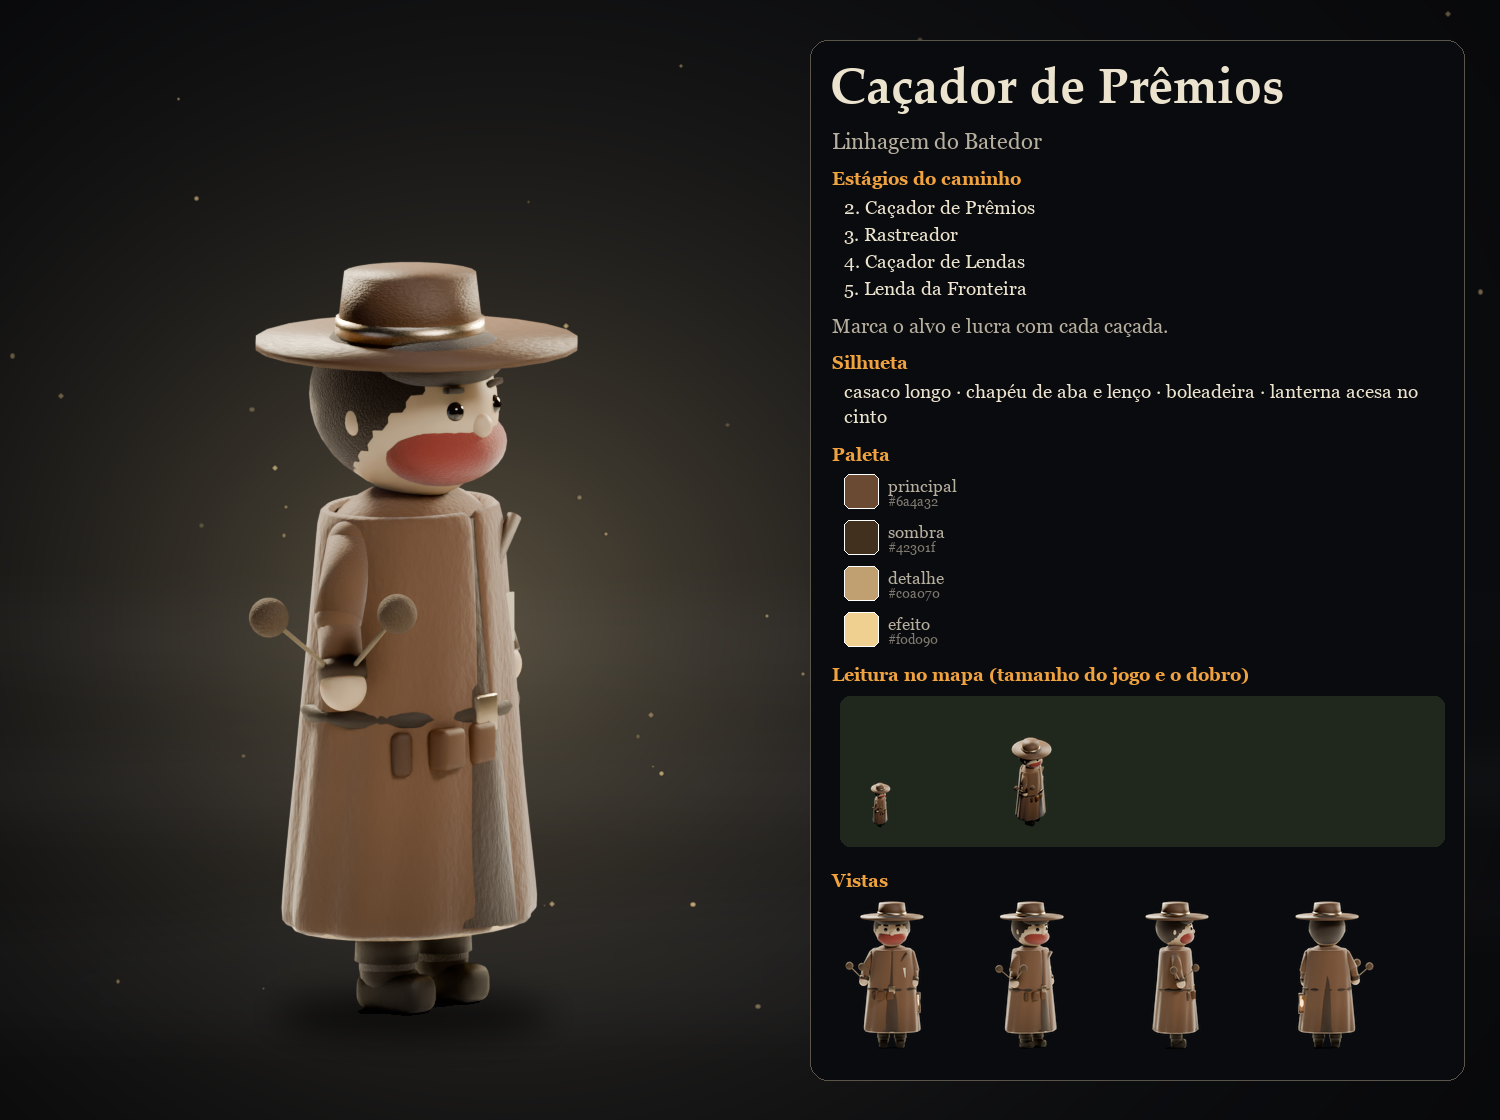 Caçador de Prêmios
Linhagem do Batedor
Estágios do caminho
2. Caçador de Prêmios
3. Rastreador
4. Caçador de Lendas
5. Lenda da Fronteira
Marca o alvo e lucra com cada caçada.
Silhueta
casaco longo · chapéu de aba e lenço · boleadeira · lanterna acesa no
cinto
Paleta
principal
#6a4a32
sombra
#42301f
detalhe
#c0a070
efeito
#f0d090
Leitura no mapa (tamanho do jogo e o dobro)
Vistas